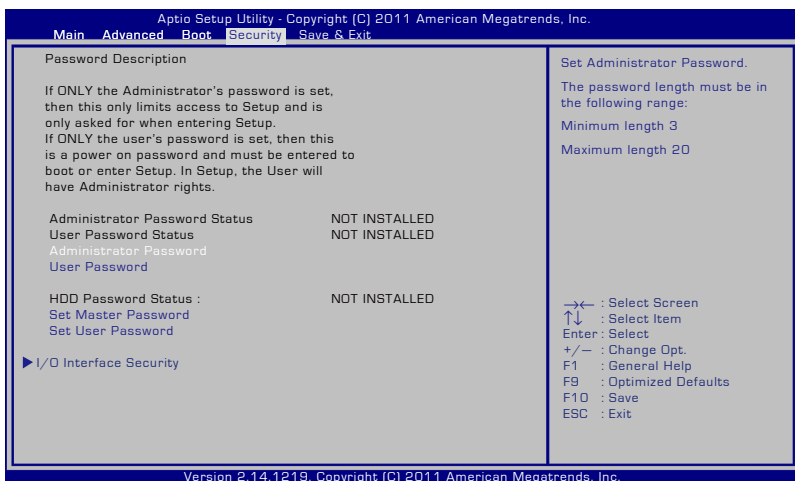 Aptio Setup Utility - Copyright (C) 2011 American Megatrends, Inc.
Main Advanced Boot Security Save & Exit
Password Description
If ONLY the Administrator's password is set,
then this only limits access to Setup and is
only asked for when entering Setup.
If ONLY the user's password is set, then this
is a power on password and must be entered to
boot or enter Setup. In Setup, the User will
have Administrator rights.
Administrator Password Status NOT INSTALLED
User Password Status NOT INSTALLED
Administrator Password
User Password
HDD Password Status : NOT INSTALLED
Set Master Password
Set User Password
▶I/O Interface Security
Set Administrator Password.
The password length must be in
the following range:
Minimum length 3
Maximum length 20
→← : Select Screen
↑↓ : Select Item
Enter : Select
+/— : Change Opt.
F1 : General Help
F9 : Optimized Defaults
F10 : Save
ESC : Exit
Version 2.14.1219. Copyright (C) 2011 American Megatrends, Inc.